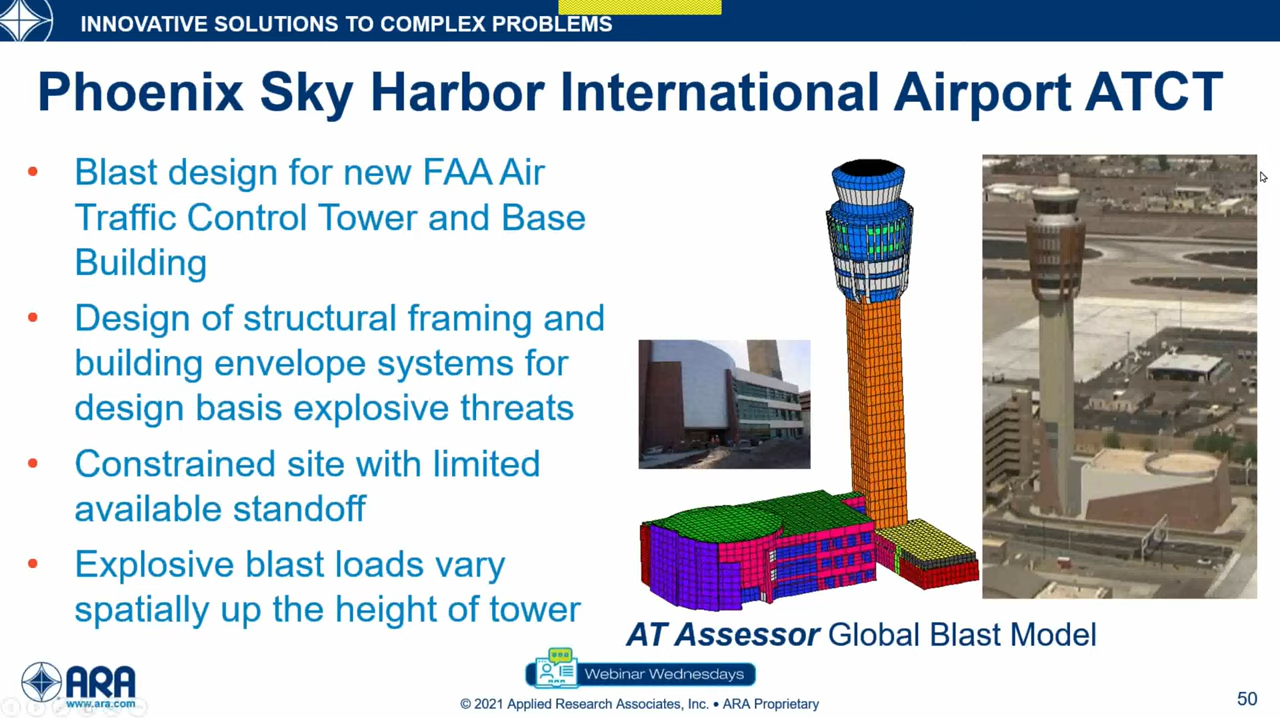 INNOVATIVE SOLUTIONS TO COMPLEX PROBLEMS
Phoenix Sky Harbor International Airport ATCT
• Blast design for new FAA Air
Traffic Control Tower and Base
Building
• Design of structural framing and
building envelope systems for
design basis explosive threats
• Constrained site with limited
available standoff
• Explosive blast loads vary
spatially up the height of tower
AT Assessor Global Blast Model
ARA
www.ara.com
Webinar Wednesdays
© 2021 Applied Research Associates, Inc. • ARA Proprietary
50